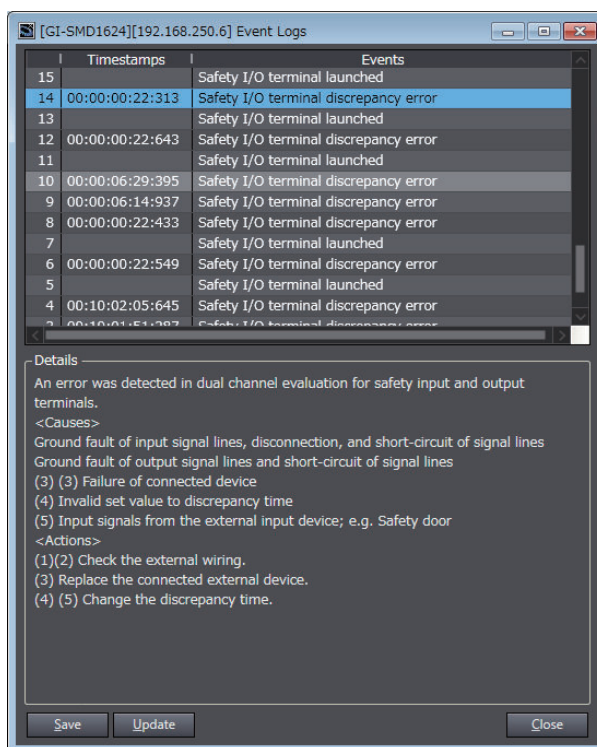 [GI-SMD1624][192.168.250.6] Event Logs
Timestamps Events
15 Safety I/O terminal launched
14 00:00:00:22:313 Safety I/O terminal discrepancy error
13 Safety I/O terminal launched
12 00:00:00:22:643 Safety I/O terminal discrepancy error
11 Safety I/O terminal launched
10 00:00:06:29:395 Safety I/O terminal discrepancy error
9 00:00:06:14:937 Safety I/O terminal discrepancy error
8 00:00:00:22:433 Safety I/O terminal discrepancy error
7 Safety I/O terminal launched
6 00:00:00:22:549 Safety I/O terminal discrepancy error
5 Safety I/O terminal launched
4 00:10:02:05:645 Safety I/O terminal discrepancy error
Safety I/O terminal discrepancy error
Details
An error was detected in dual channel evaluation for safety input and output
terminals.
<Causes>
Ground fault of input signal lines, disconnection, and short-circuit of signal lines
Ground fault of output signal lines and short-circuit of signal lines
(3) (3) Failure of connected device
(4) Invalid set value to discrepancy time
(5) Input signals from the external input device; e.g. Safety door
<Actions>
(1)(2) Check the external wiring.
(3) Replace the connected external device.
(4) (5) Change the discrepancy time.
Save Update Close